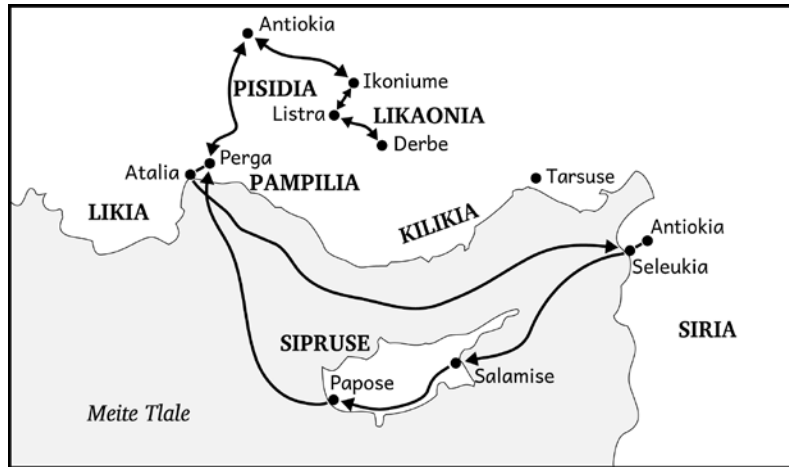 Antiokia
PISIDIA
Ikoniume
Listra
LIKAONIA
Derbe
Perga
Atalia
PAMPILIA
Tarsuse
LIKIA
KILIKIA
Antiokia
Seleukia
SIPRUSE
SIRIA
Salamise
Papose
Meite Tlale